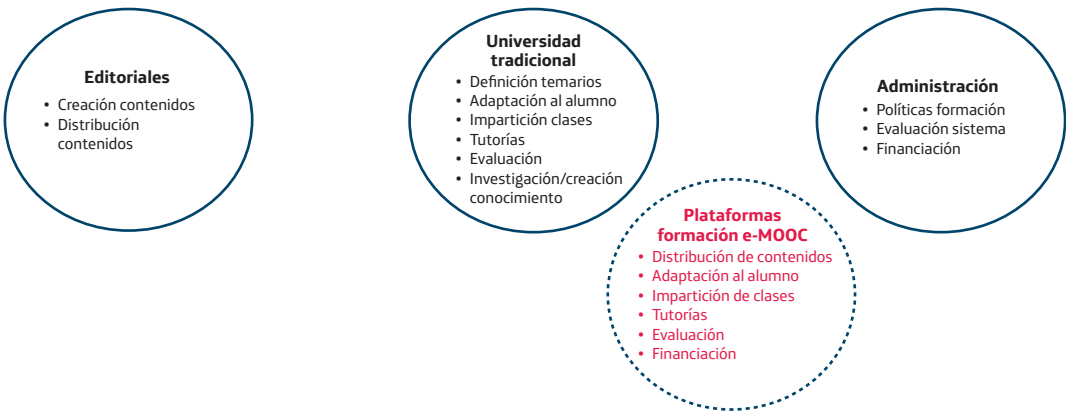 Editoriales
• Creación contenidos
• Distribución
contenidos
Universidad
tradicional
• Definición temarios
• Adaptación al alumno
• Impartición clases
• Tutorías
• Evaluación
• Investigación/creación
conocimiento
Administración
• Políticas formación
• Evaluación sistema
• Financiación
Plataformas
formación e-MOOC
• Distribución de contenidos
• Adaptación al alumno
• Impartición de clases
• Tutorías
• Evaluación
• Financiación